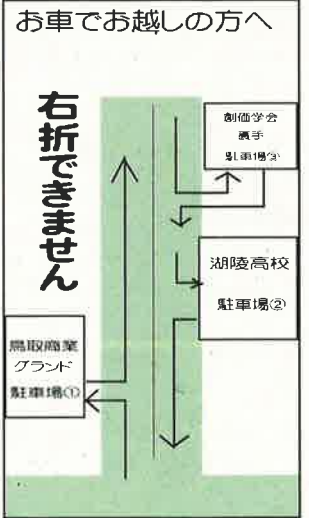 お車でお越しの方へ
右折できません
創価学会
裏手
駐車場③
湖陵高校
駐車場②
鳥取商業
グランド
駐車場①